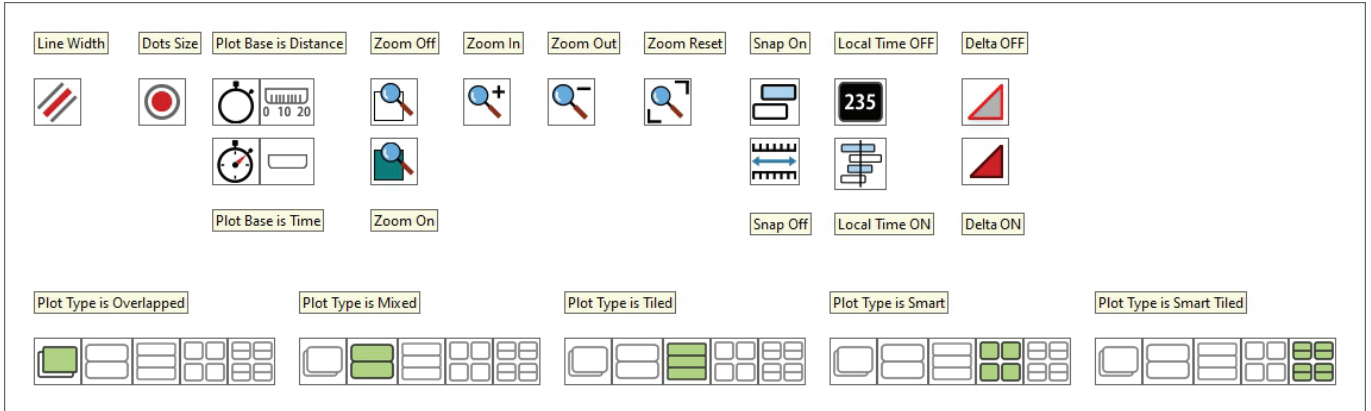 Line Width
Dots Size
Plot Base is Distance
Zoom Off
Zoom In
Zoom Out
Zoom Reset
Snap On
Local Time OFF
Delta OFF
0 10 20
235
Plot Base is Time
Zoom On
Snap Off
Local Time ON
Delta ON
Plot Type is Overlapped
Plot Type is Mixed
Plot Type is Tiled
Plot Type is Smart
Plot Type is Smart Tiled